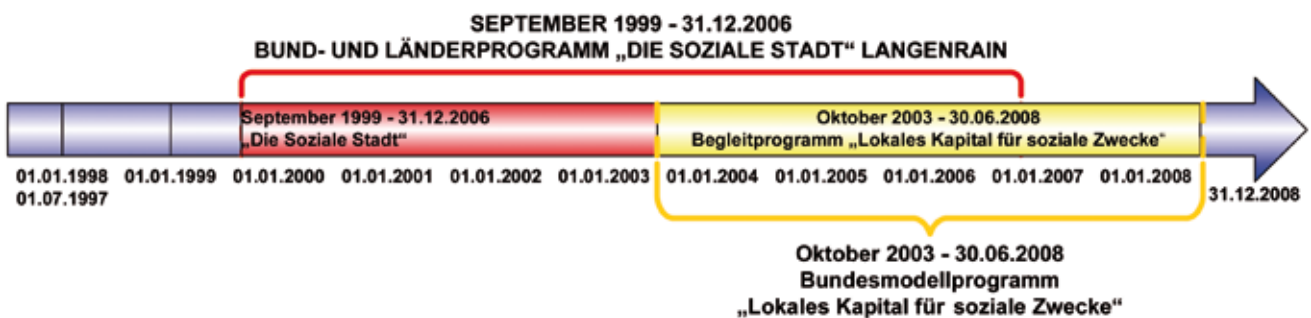 SEPTEMBER 1999 - 31.12.2006
BUND- UND LÄNDERPROGRAMM „DIE SOZIALE STADT“ LANGENRAIN
September 1999 - 31.12.2006
„Die Soziale Stadt“
Oktober 2003 - 30.06.2008
Begleitprogramm „Lokales Kapital für soziale Zwecke“
01.01.1998 01.01.1999 01.01.2000 01.01.2001 01.01.2002 01.01.2003 01.01.2004 01.01.2005 01.01.2006 01.01.2007 01.01.2008
01.07.1997
31.12.2008
Oktober 2003 - 30.06.2008
Bundesmodellprogramm
„Lokales Kapital für soziale Zwecke“